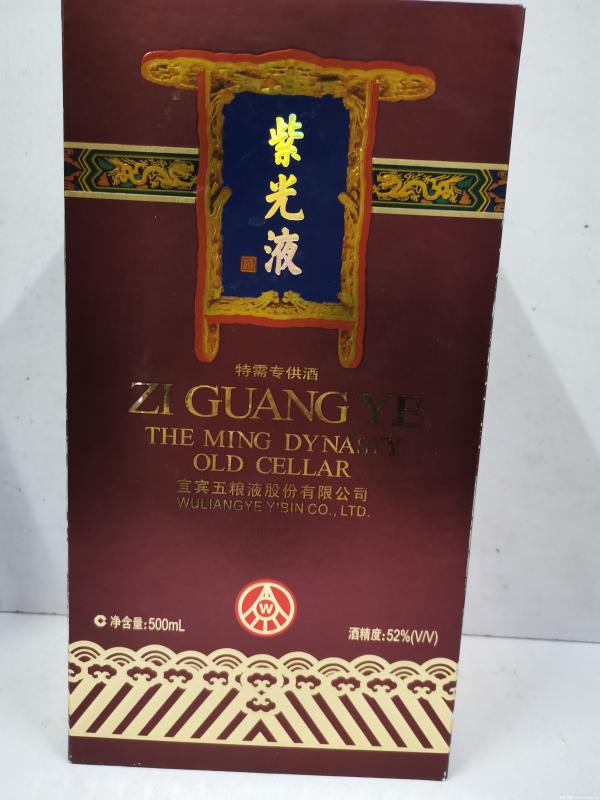 紫光液
特需专供酒
ZI GUANG YE
THE MING DYNASTY
OLD CELLAR
宜宾五粮液股份有限公司
WULIANGYE YIBIN CO., LTD.
W
C 净含量:500mL
酒精度:52%(V/V)